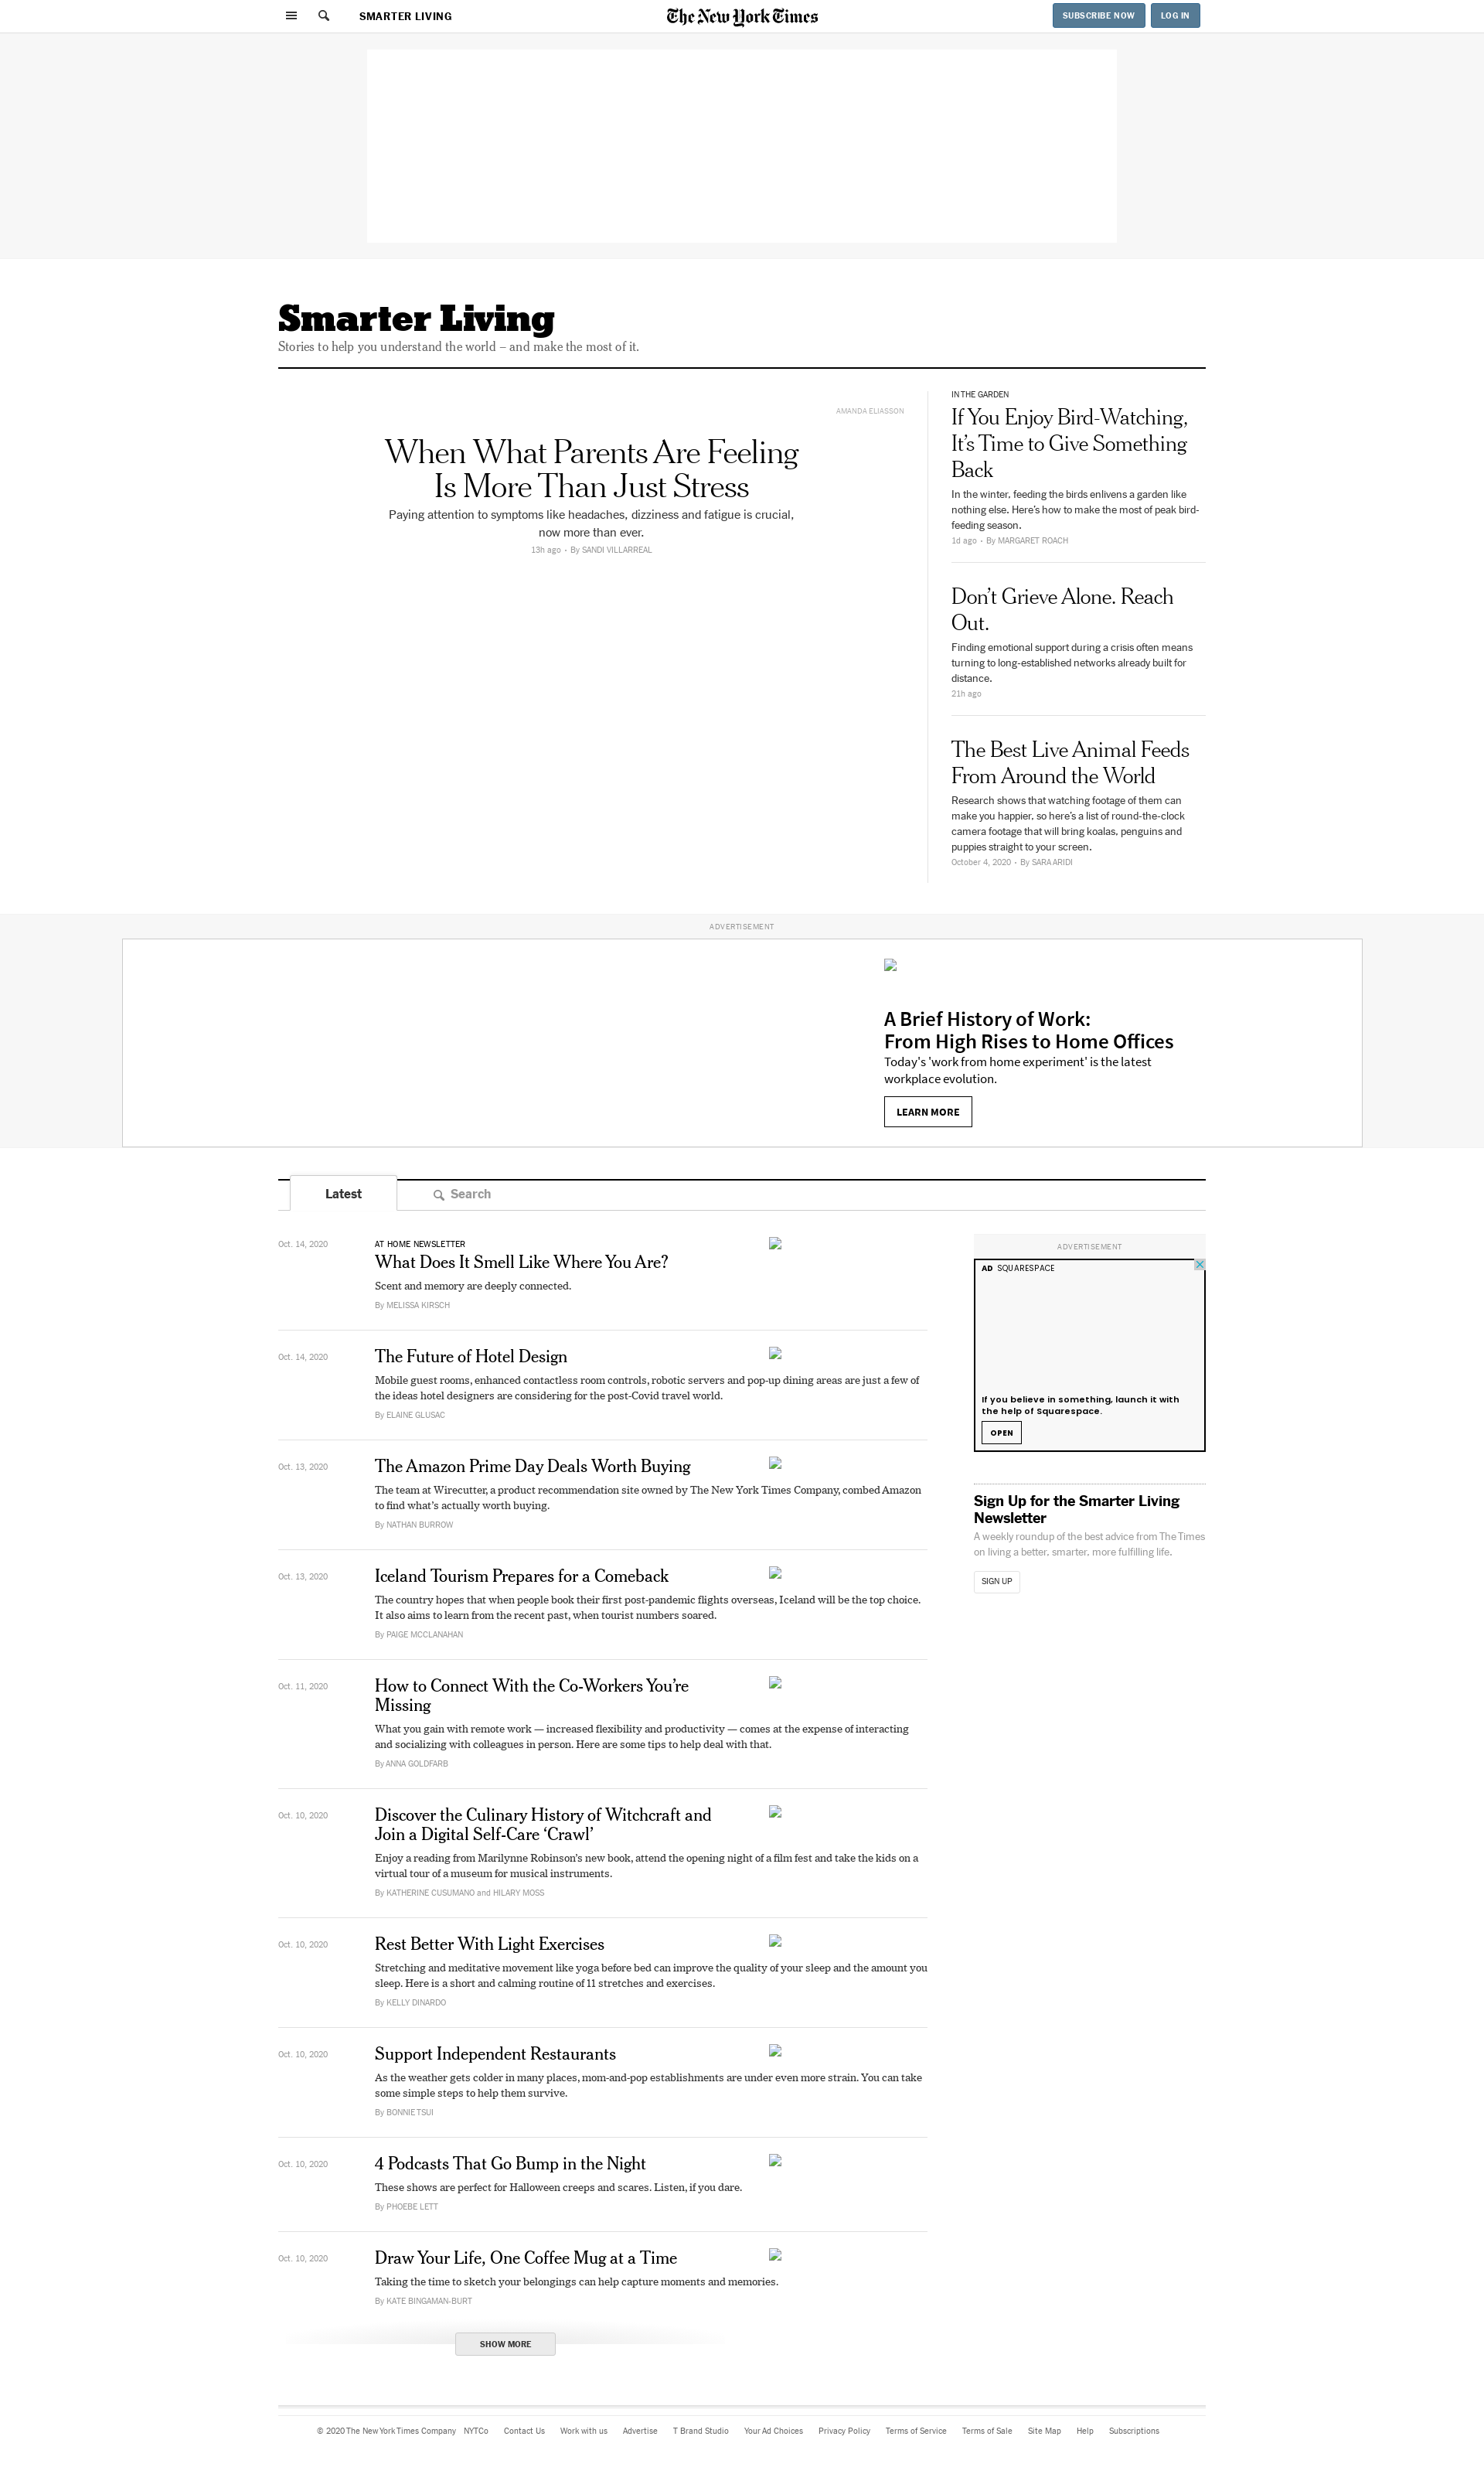 SMARTER LIVING
The New York Times
SUBSCRIBE NOW
LOG IN
Smarter Living
Stories to help you understand the world – and make the most of it.
AMANDA ELIASSON
When What Parents Are Feeling
Is More Than Just Stress
Paying attention to symptoms like headaches, dizziness and fatigue is crucial,
now more than ever.
13h ago • By SANDI VILLARREAL
IN THE GARDEN
If You Enjoy Bird-Watching,
It’s Time to Give Something
Back
In the winter, feeding the birds enlivens a garden like
nothing else. Here’s how to make the most of peak bird-
feeding season.
1d ago • By MARGARET ROACH
Don’t Grieve Alone. Reach
Out.
Finding emotional support during a crisis often means
turning to long-established networks already built for
distance.
21h ago
The Best Live Animal Feeds
From Around the World
Research shows that watching footage of them can
make you happier, so here’s a list of round-the-clock
camera footage that will bring koalas, penguins and
puppies straight to your screen.
October 4, 2020 • By SARA ARIDI
ADVERTISEMENT
A Brief History of Work:
From High Rises to Home Offices
Today's 'work from home experiment' is the latest
workplace evolution.
LEARN MORE
Latest
Search
Oct. 14, 2020
AT HOME NEWSLETTER
What Does It Smell Like Where You Are?
Scent and memory are deeply connected.
By MELISSA KIRSCH
Oct. 14, 2020
The Future of Hotel Design
Mobile guest rooms, enhanced contactless room controls, robotic servers and pop-up dining areas are just a few of
the ideas hotel designers are considering for the post-Covid travel world.
By ELAINE GLUSAC
Oct. 13, 2020
The Amazon Prime Day Deals Worth Buying
The team at Wirecutter, a product recommendation site owned by The New York Times Company, combed Amazon
to find what’s actually worth buying.
By NATHAN BURROW
Oct. 13, 2020
Iceland Tourism Prepares for a Comeback
The country hopes that when people book their first post-pandemic flights overseas, Iceland will be the top choice.
It also aims to learn from the recent past, when tourist numbers soared.
By PAIGE MCCLANAHAN
Oct. 11, 2020
How to Connect With the Co-Workers You’re
Missing
What you gain with remote work — increased flexibility and productivity — comes at the expense of interacting
and socializing with colleagues in person. Here are some tips to help deal with that.
By ANNA GOLDFARB
Oct. 10, 2020
Discover the Culinary History of Witchcraft and
Join a Digital Self-Care ‘Crawl’
Enjoy a reading from Marilynne Robinson’s new book, attend the opening night of a film fest and take the kids on a
virtual tour of a museum for musical instruments.
By KATHERINE CUSUMANO and HILARY MOSS
Oct. 10, 2020
Rest Better With Light Exercises
Stretching and meditative movement like yoga before bed can improve the quality of your sleep and the amount you
sleep. Here is a short and calming routine of 11 stretches and exercises.
By KELLY DINARDO
Oct. 10, 2020
Support Independent Restaurants
As the weather gets colder in many places, mom-and-pop establishments are under even more strain. You can take
some simple steps to help them survive.
By BONNIE TSUI
Oct. 10, 2020
4 Podcasts That Go Bump in the Night
These shows are perfect for Halloween creeps and scares. Listen, if you dare.
By PHOEBE LETT
Oct. 10, 2020
Draw Your Life, One Coffee Mug at a Time
Taking the time to sketch your belongings can help capture moments and memories.
By KATE BINGAMAN-BURT
SHOW MORE
ADVERTISEMENT
AD SQUARESPACE
If you believe in something, launch it with
the help of Squarespace.
OPEN
Sign Up for the Smarter Living
Newsletter
A weekly roundup of the best advice from The Times
on living a better, smarter, more fulfilling life.
SIGN UP
© 2020 The New York Times Company NYTCo Contact Us Work with us Advertise T Brand Studio Your Ad Choices Privacy Policy Terms of Service Terms of Sale Site Map Help Subscriptions